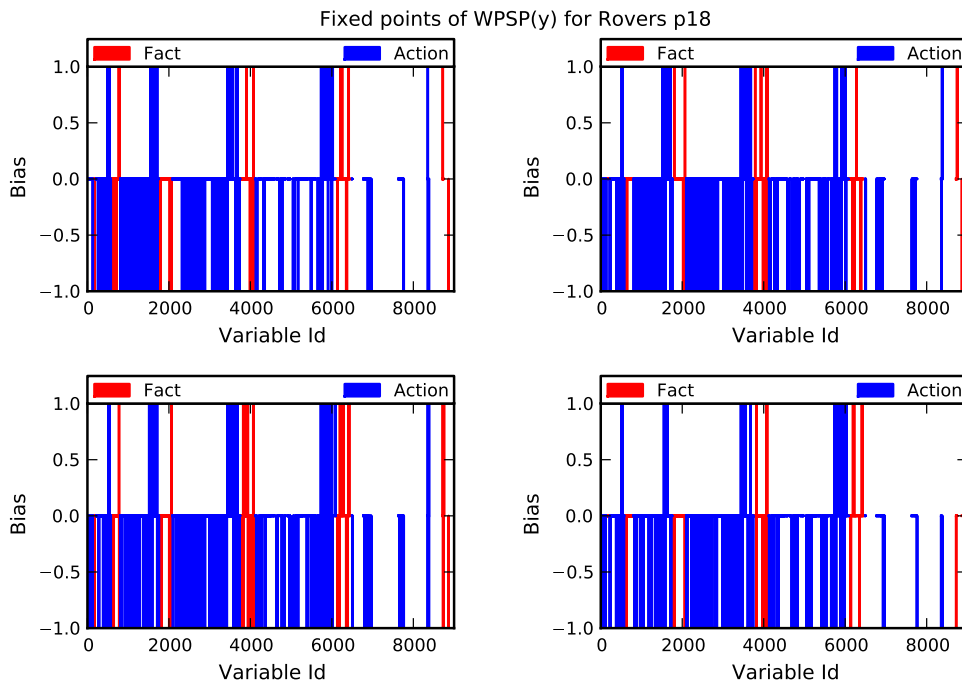 Fixed points of WPSP(y) for Rovers p18
Fact Action
1.0
0.5
0.0
−0.5
−1.0
Bias
0 2000 4000 6000 8000
Variable Id
Fact Action
1.0
0.5
0.0
−0.5
−1.0
Bias
0 2000 4000 6000 8000
Variable Id
Fact Action
1.0
0.5
0.0
−0.5
−1.0
Bias
0 2000 4000 6000 8000
Variable Id
Fact Action
1.0
0.5
0.0
−0.5
−1.0
Bias
0 2000 4000 6000 8000
Variable Id